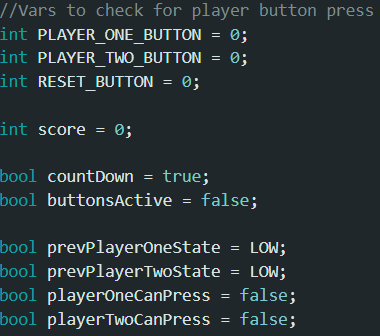 //Vars to check for player button press
int PLAYER_ONE_BUTTON = 0;
int PLAYER_TWO_BUTTON = 0;
int RESET_BUTTON = 0;
int score = 0;
bool countDown = true;
bool buttonsActive = false;
bool prevPlayerOneState = LOW;
bool prevPlayerTwoState = LOW;
bool playerOneCanPress = false;
bool playerTwoCanPress = false;